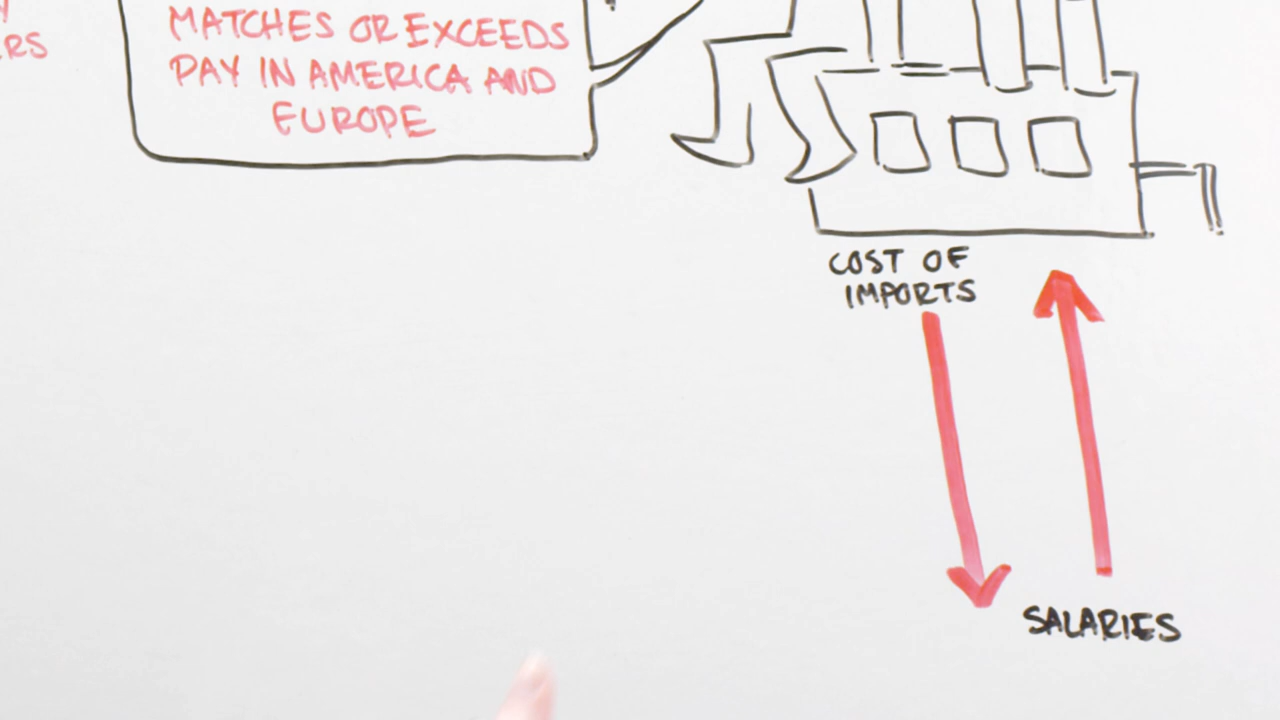 MATCHES OR EXCEEDS
PAY IN AMERICA AND
EUROPE
COST OF
IMPORTS
SALARIES